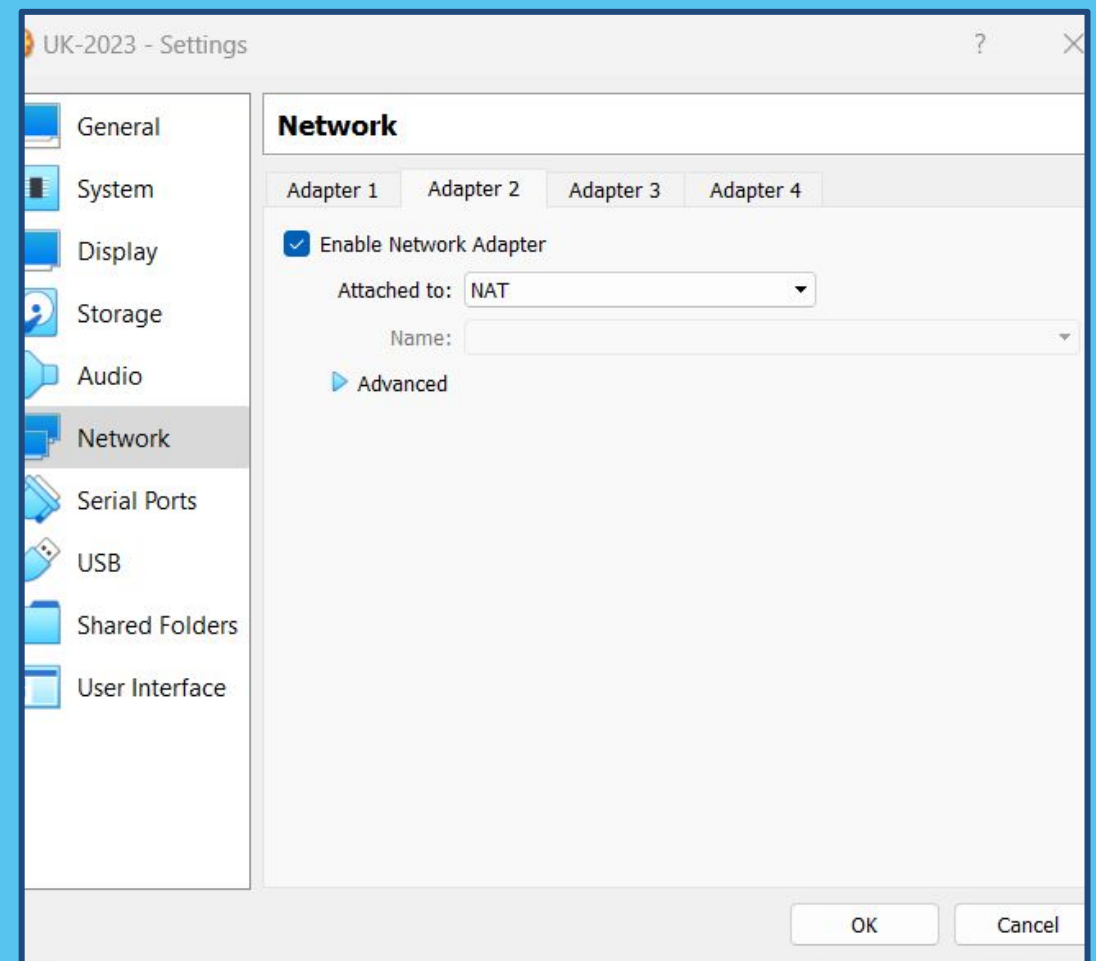 UK-2023 - Settings
?
General
System
Display
Storage
Audio
Network
Serial Ports
USB
Shared Folders
User Interface
Network
Adapter 1 Adapter 2 Adapter 3 Adapter 4
Enable Network Adapter
Attached to: NAT
Name:
Advanced
OK Cancel